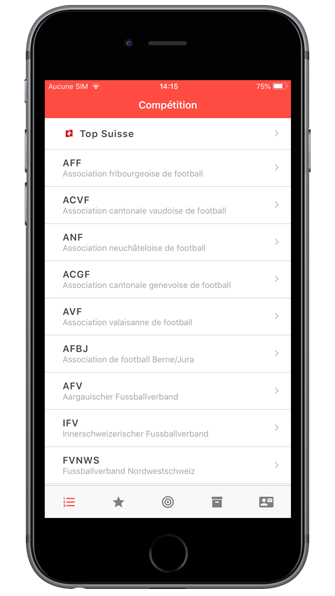 Aucune SIM 14:15 75%
Compétition
Top Suisse
AFF
Association fribourgeoise de football
ACVF
Association cantonale vaudoise de football
ANF
Association neuchâteloise de football
ACGF
Association cantonale genevoise de football
AVF
Association valaisanne de football
AFBJ
Association de football Berne/Jura
AFV
Aargauischer Fussballverband
IFV
Innerschweizerischer Fussballverband
FVNWS
Fussballverband Nordwestschweiz